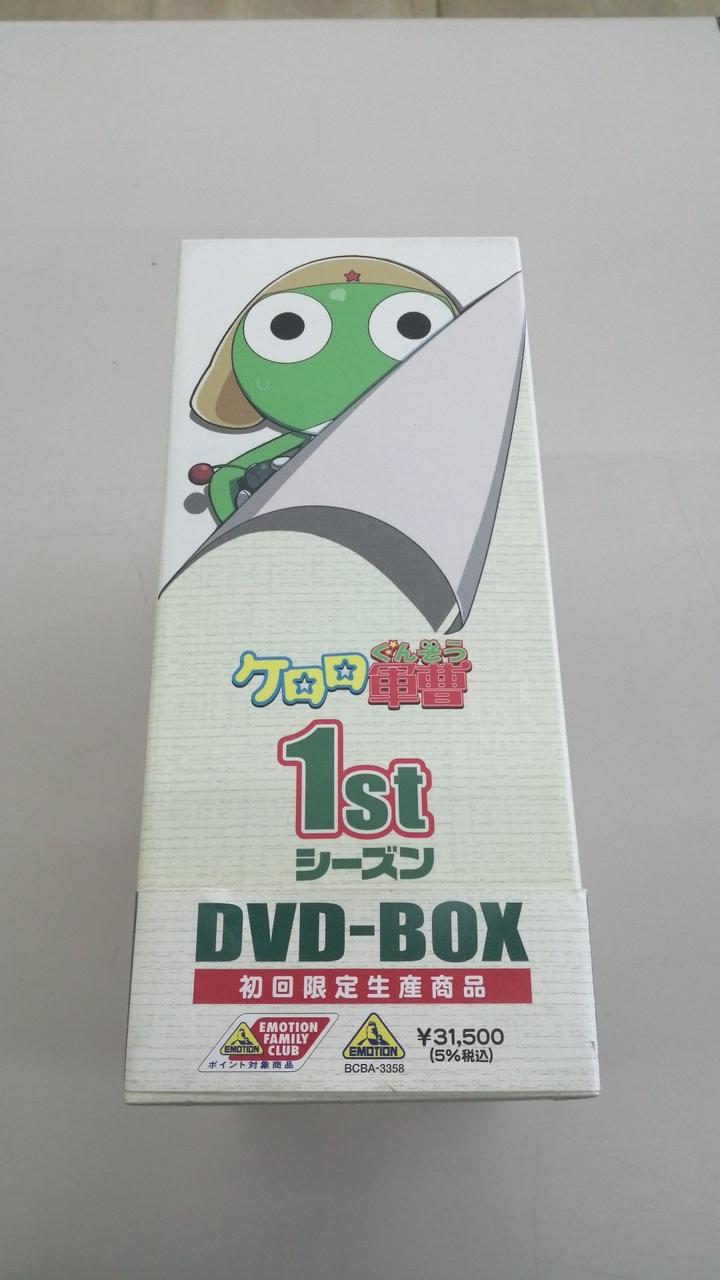 ぐんそう
ケロロ軍曹
1st
シーズン
DVD-BOX
初回限定生産商品
EMOTION
FAMILY
CLUB
EMOTION
ポイント対象商品
EMOTION
BCBA-3358
¥31,500
(5%税込)